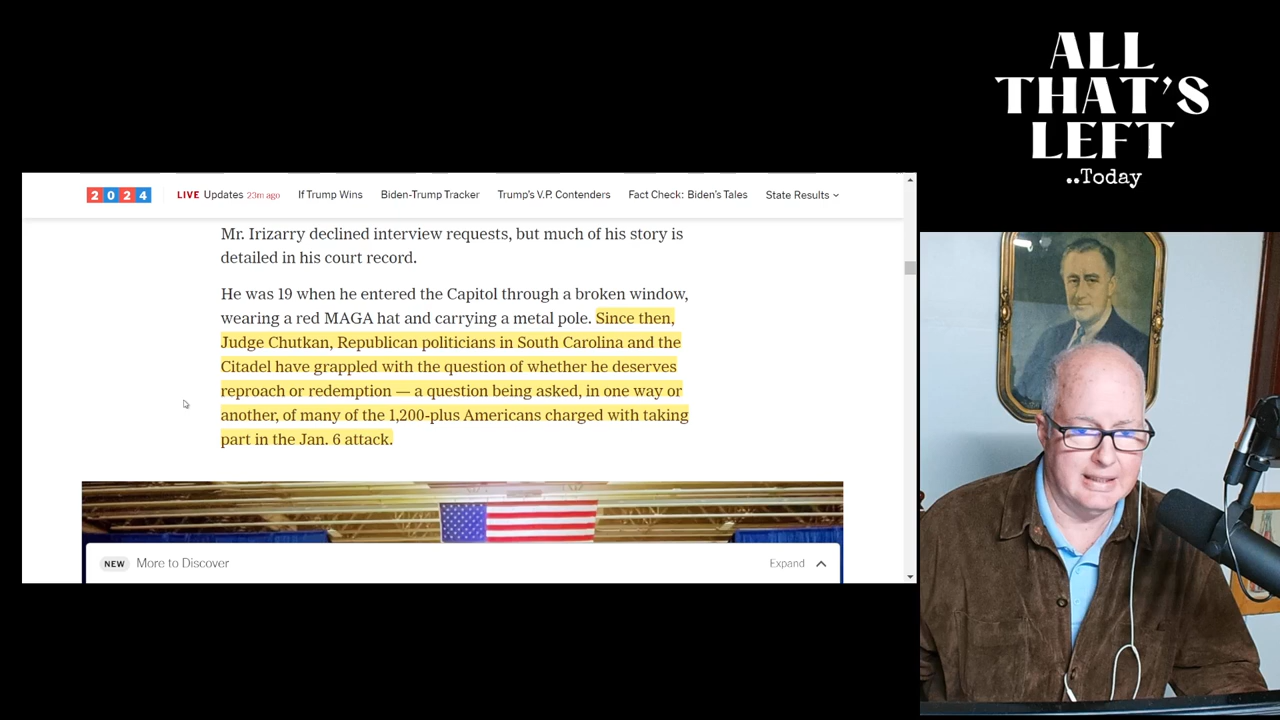 ALL
THAT'S
LEFT
..Today
2024
LIVE Updates 23m ago
If Trump Wins
Biden-Trump Tracker
Trump's V.P. Contenders
Fact Check: Biden's Tales
State Results
Mr. Irizarry declined interview requests, but much of his story is
detailed in his court record.
He was 19 when he entered the Capitol through a broken window,
wearing a red MAGA hat and carrying a metal pole. Since then,
Judge Chutkan, Republican politicians in South Carolina and the
Citadel have grappled with the question of whether he deserves
reproach or redemption — a question being asked, in one way or
another, of many of the 1,200-plus Americans charged with taking
part in the Jan. 6 attack.
NEW More to Discover
Expand